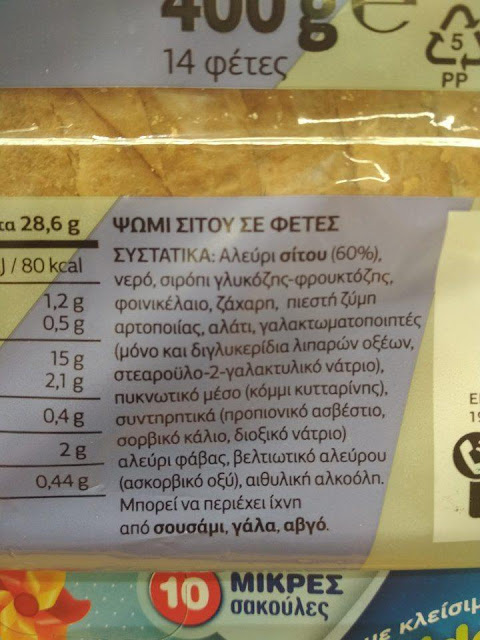 400g e
14 φέτες
5
PP
τα 28,6 g
J / 80 kcal
1,2 g
0,5 g
15 g
2,1 g
0,4 g
2 g
0,44 g
ΨΩΜΙ ΣΙΤΟΥ ΣΕ ΦΕΤΕΣ
ΣΥΣΤΑΤΙΚΑ: Αλεύρι σίτου (60%),
νερό, σιρόπι γλυκόζης-φρουκτόζης,
φοινικέλαιο, ζάχαρη, πιεστή ζύμη
αρτοποιίας, αλάτι, γαλακτωματοποιητές
(μόνο και διγλυκερίδια λιπαρών οξέων,
στεαροϋλο-2-γαλακτυλικό νάτριο),
πυκνωτικό μέσο (κόμμι κυτταρίνης),
συντηρητικά (προπιονικό ασβέστιο,
σορβικό κάλιο, διοξικό νάτριο)
αλεύρι φάβας, βελτιωτικό αλεύρου
(ασκορβικό οξύ), αιθυλική αλκοόλη.
Μπορεί να περιέχει ίχνη
από σουσάμι, γάλα, αβγό.
10 ΜΙΚΡΕΣ
σακούλες
με κλείσιμ